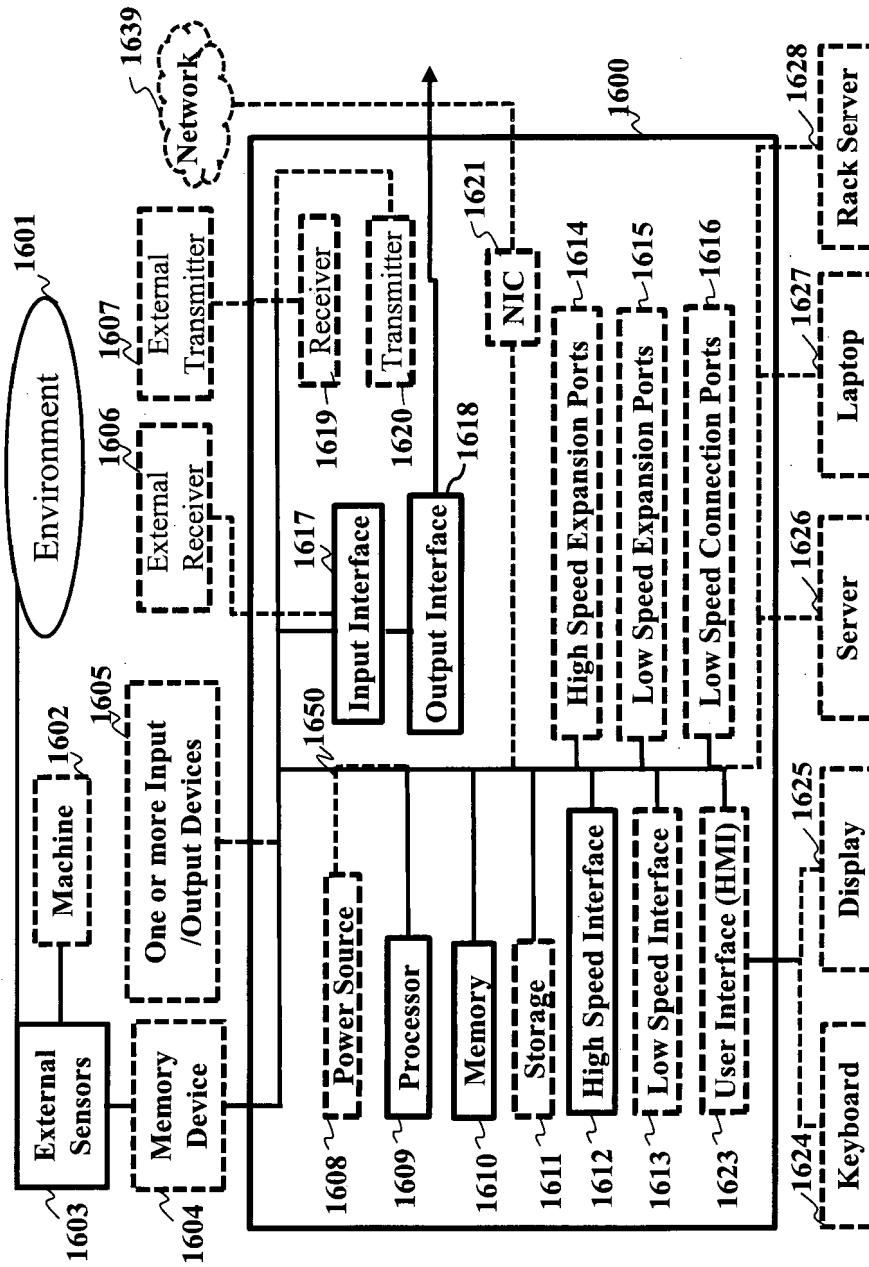 1601
Environment
1602
Machine
External
Sensors
1603
Memory
Device
1604
1605
One or more Input
/Output Devices
1606
External
Receiver
1607
External
Transmitter
1639
Network
1600
1650
1608
Power Source
1609
Processor
1610
Memory
1611
Storage
1612
High Speed Interface
1613
Low Speed Interface
1623
User Interface (HMI)
1617
Input Interface
Output Interface
1618
Receiver
1619
Transmitter
1620
NIC
1621
High Speed Expansion Ports
1614
Low Speed Expansion Ports
1615
Low Speed Connection Ports
1616
1624
Keyboard
1625
Display
1626
Server
1627
Laptop
1628
Rack Server